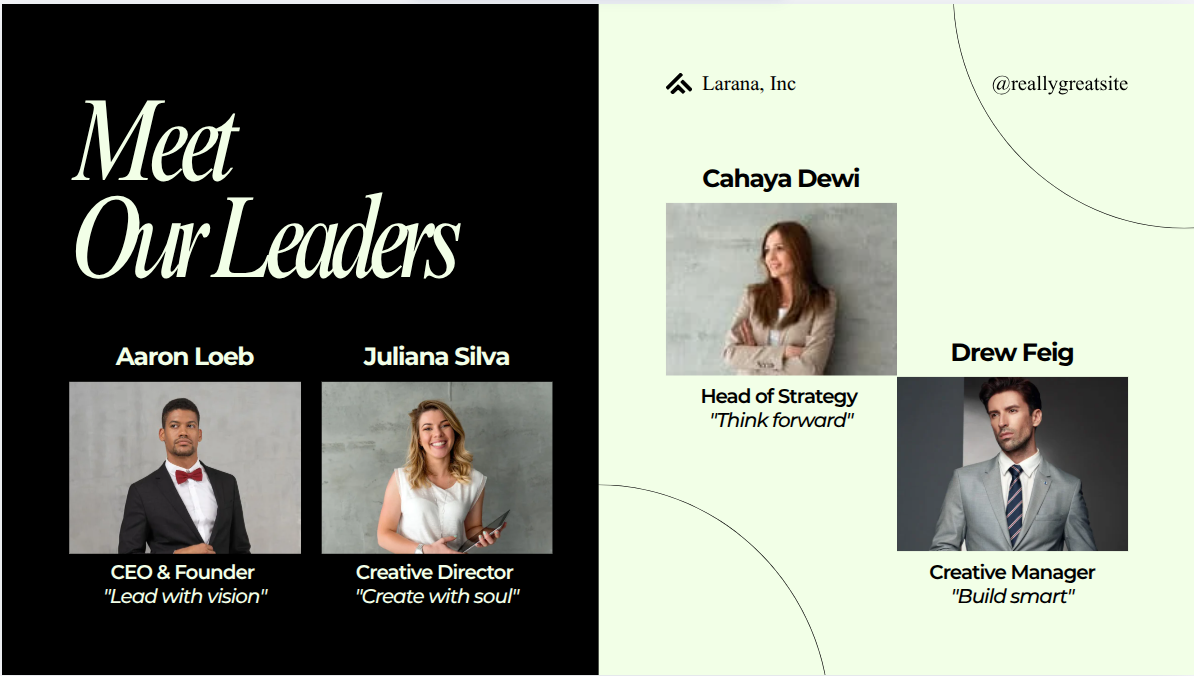 Meet
Our Leaders
Aaron Loeb
CEO & Founder
"Lead with vision"
Juliana Silva
Creative Director
"Create with soul"
Larana, Inc
@reallygreatsite
Cahaya Dewi
Head of Strategy
"Think forward"
Drew Feig
Creative Manager
"Build smart"